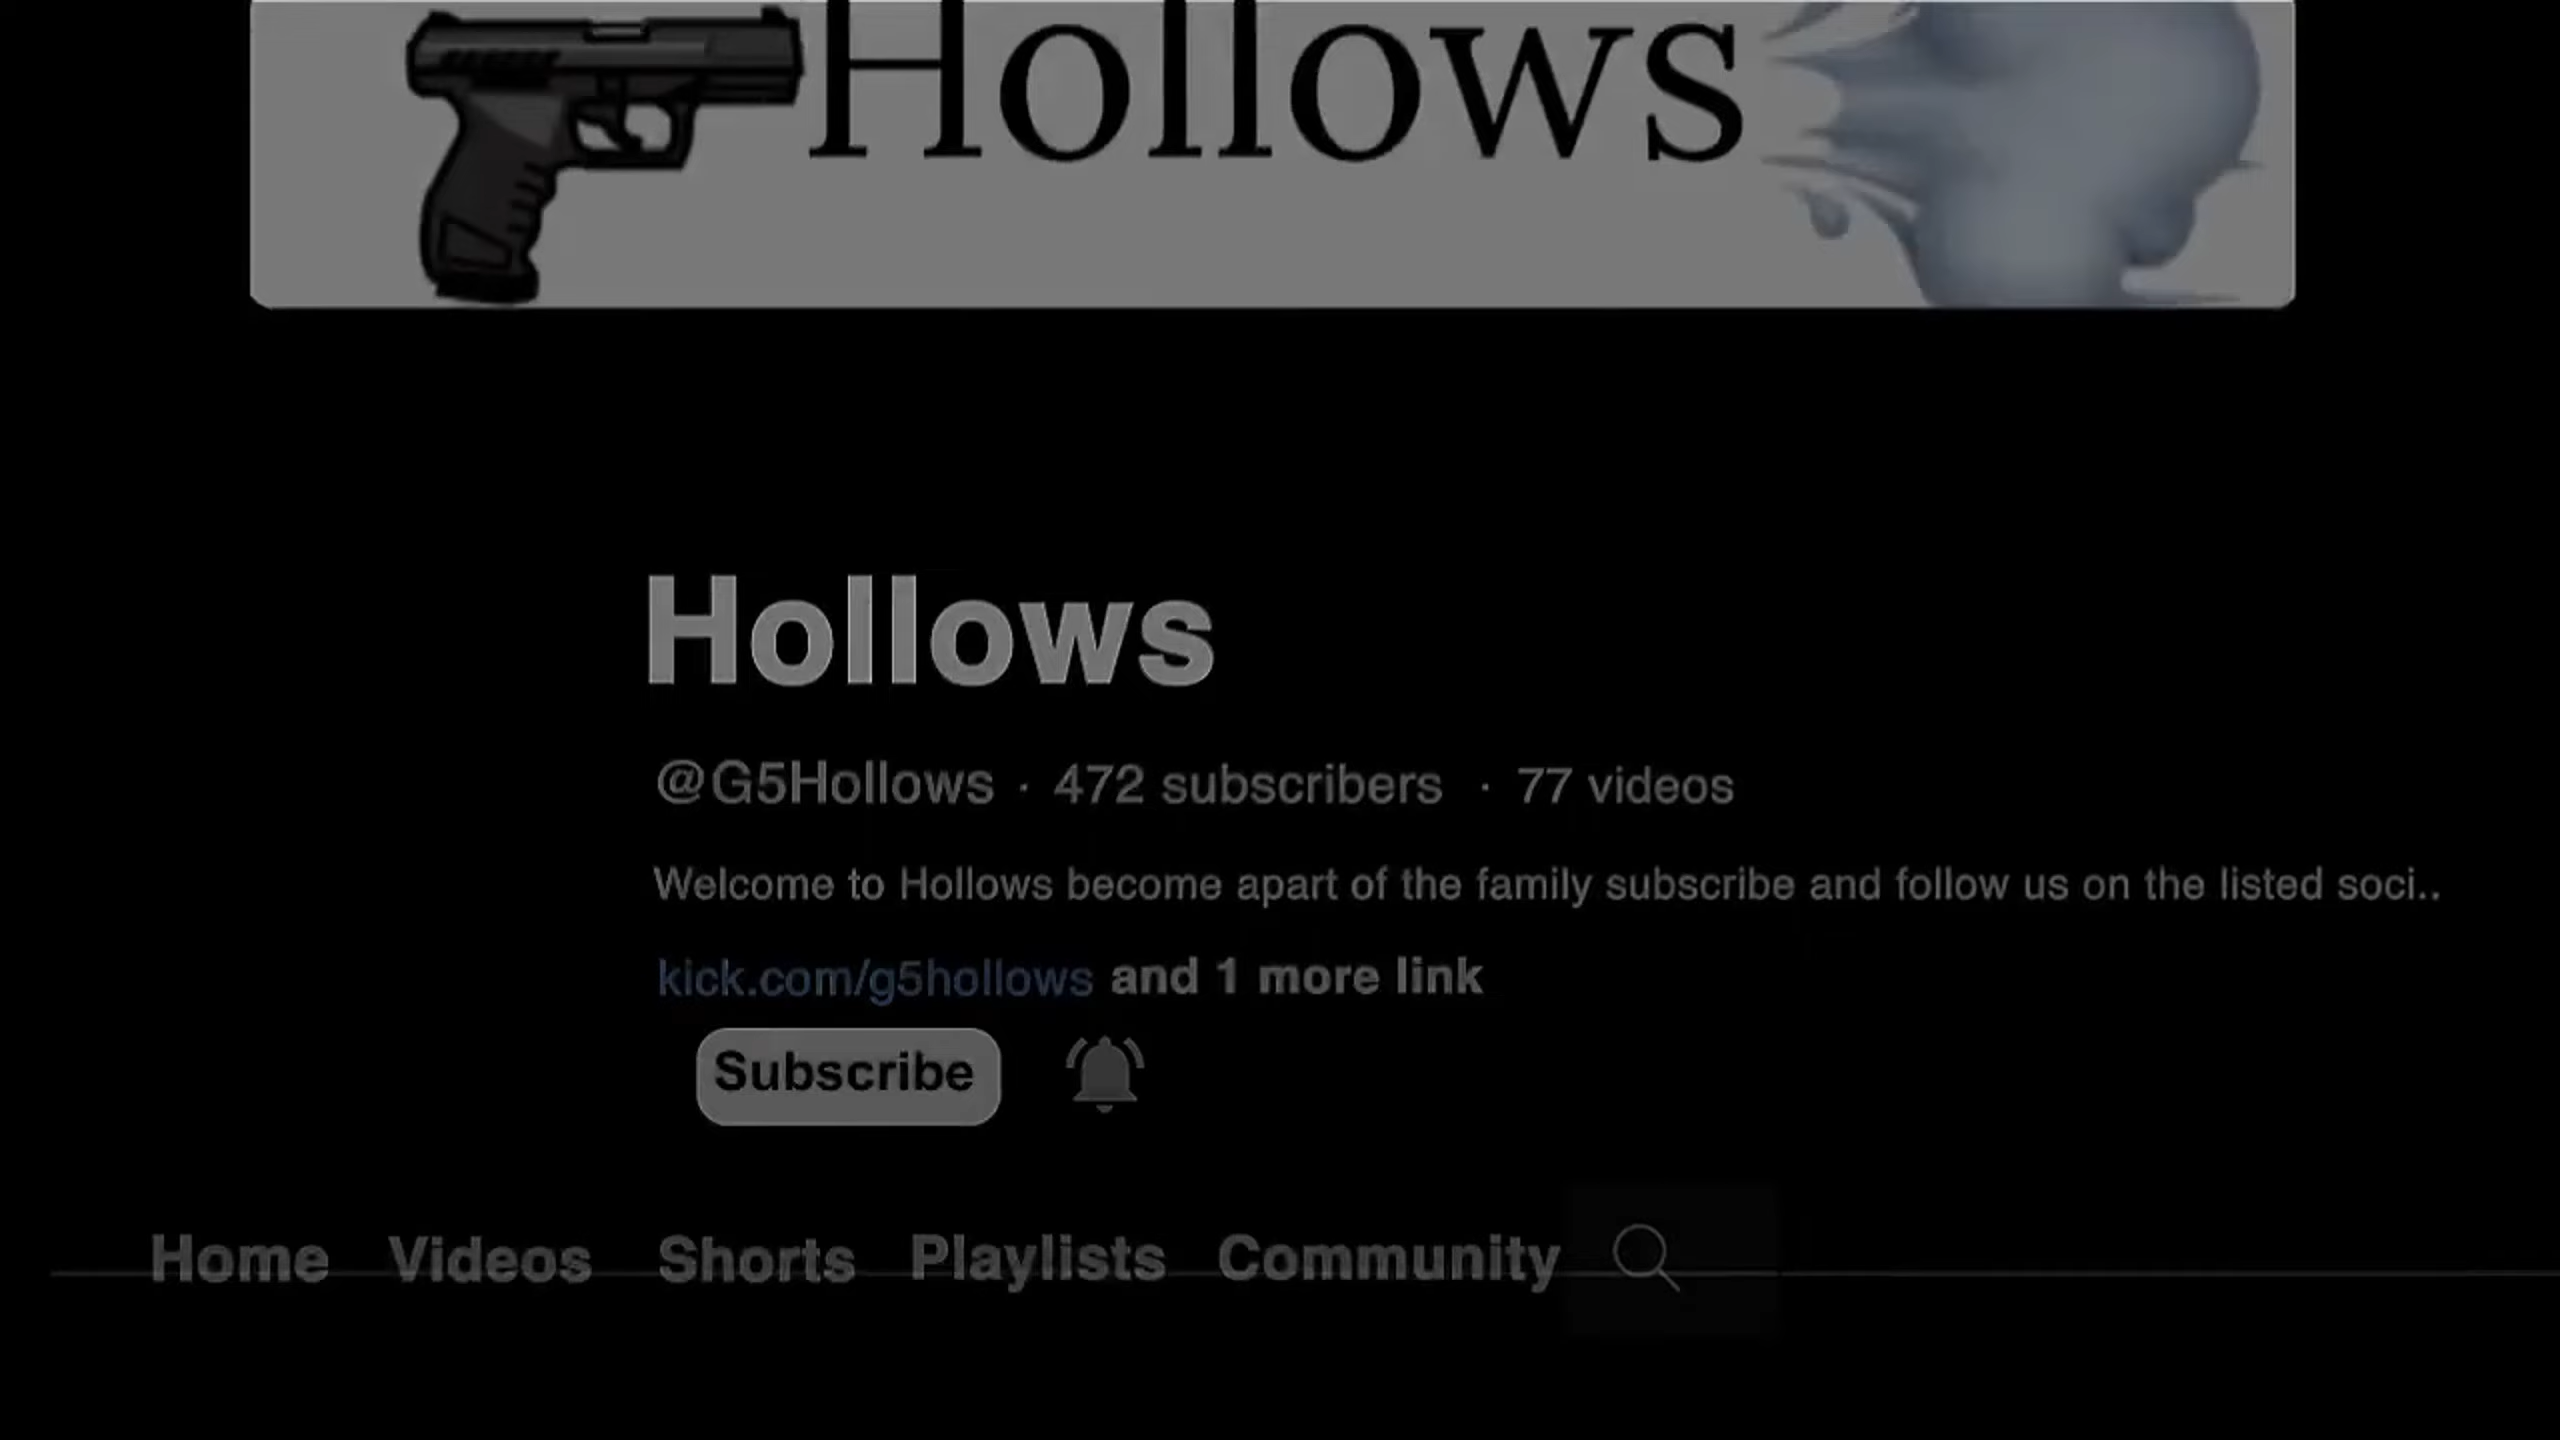 Hollows
Hollows
@G5Hollows · 472 subscribers · 77 videos
Welcome to Hollows become apart of the family subscribe and follow us on the listed soci..
kick.com/g5hollows and 1 more link
Subscribe
Home Videos Shorts Playlists Community